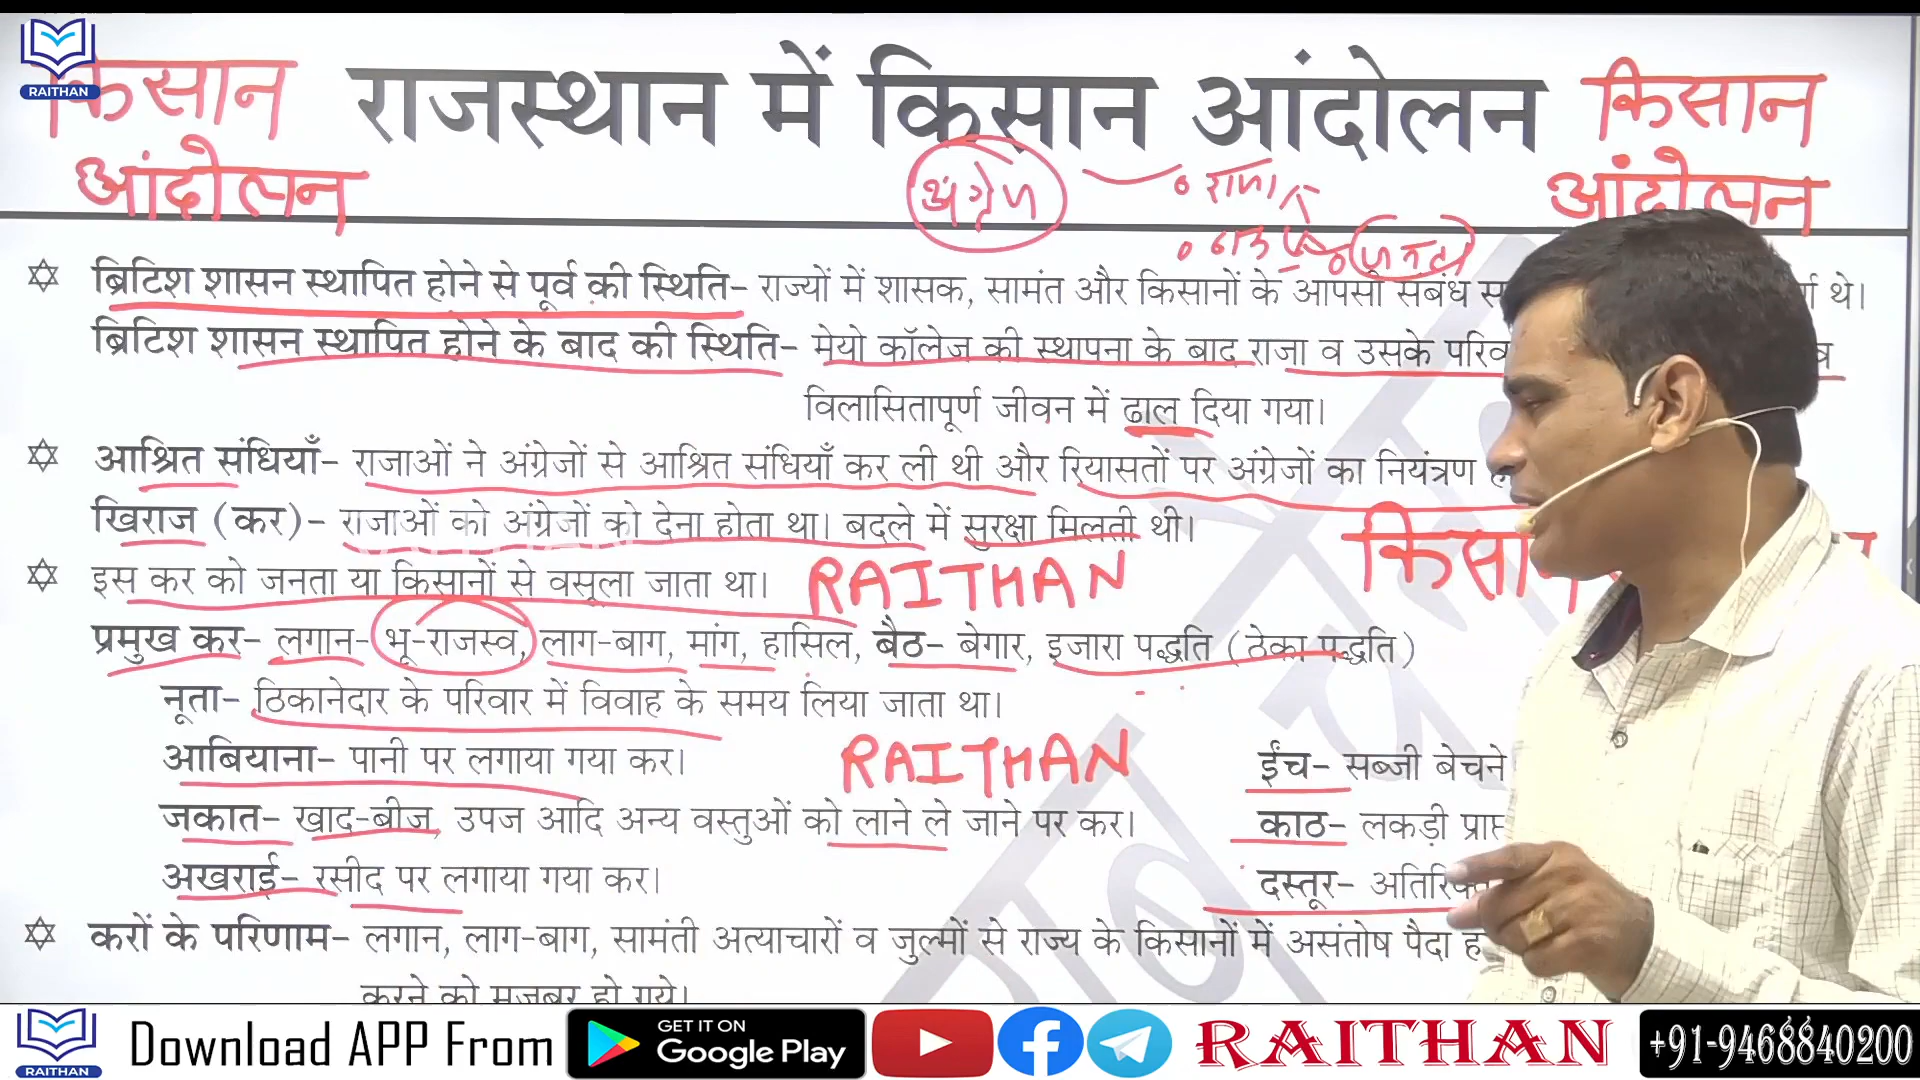 RAITHAN
किसान
आंदोलन
राजस्थान में किसान आंदोलन
किसान
आंदोलन
अंग्रेज
राजा
जनता
ब्रिटिश शासन स्थापित होने से पूर्व की स्थिति- राज्यों में शासक, सामंत और किसानों के आपसी संबंध थे।
ब्रिटिश शासन स्थापित होने के बाद की स्थिति- मेयो कॉलेज की स्थापना के बाद राजा व उसके
विलासितापूर्ण जीवन में ढाल दिया गया।
आश्रित संधियाँ- राजाओं ने अंग्रेजों से आश्रित संधियाँ कर ली थी और रियासतों पर अंग्रेजों का नियंत्रण
खिराज (कर)- राजाओं को अंग्रेजों को देना होता था। बदले में सुरक्षा मिलती थी।
इस कर को जनता या किसानों से वसूला जाता था।
RAITHAN
प्रमुख कर- लगान- भू-राजस्व, लाग-बाग, मांग, हासिल, बैठ- बेगार, इजारा पद्धति (ठेका पद्धति)
नूता- ठिकानेदार के परिवार में विवाह के समय लिया जाता था।
आबियाना- पानी पर लगाया गया कर।
RAITHAN
ईंच- सब्जी बेचने
जकात- खाद-बीज, उपज आदि अन्य वस्तुओं को लाने ले जाने पर कर।
काठ- लकड़ी
अखराई- रसीद पर लगाया गया कर।
दस्तूर-
करों के परिणाम- लगान, लाग-बाग, सामंती अत्याचारों व जुल्मों से राज्य के किसानों में असंतोष पैदा
करने को मजबूर हो गये।
RAITHAN
Download APP From
GET IT ON
Google Play
RAITHAN
+91-9468840200